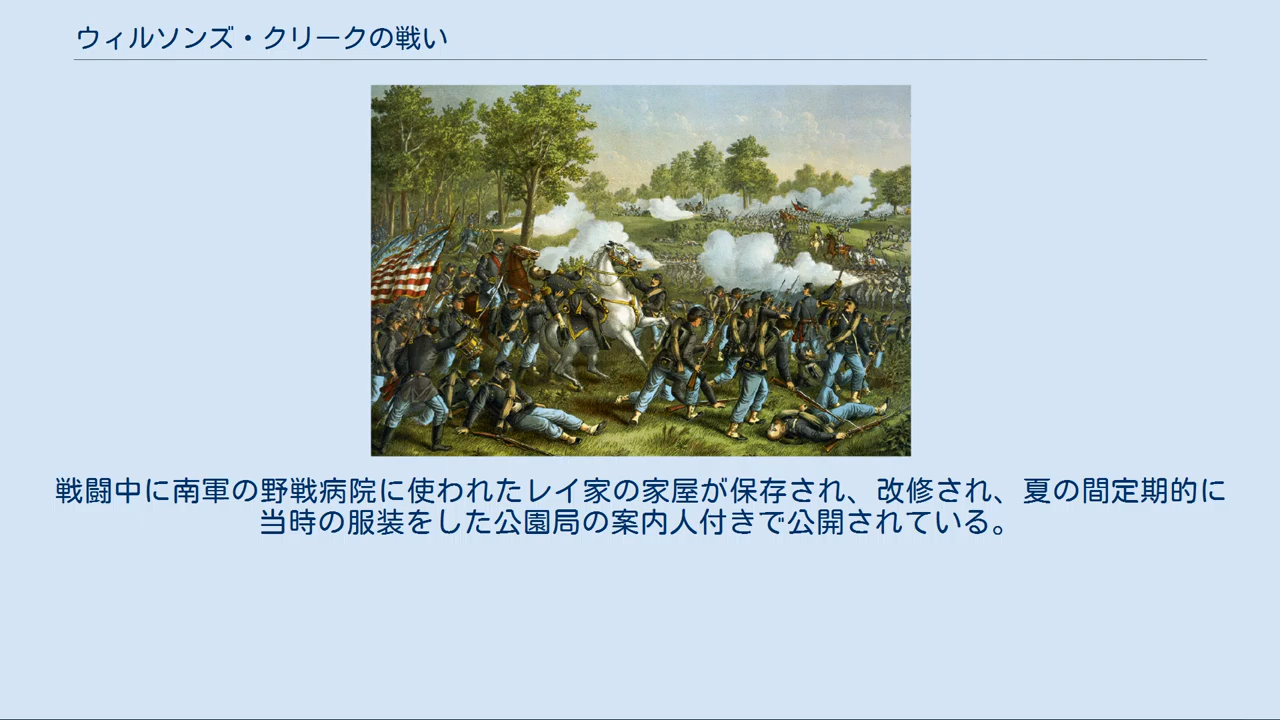 ウィルソンズ・クリークの戦い
戦闘中に南軍の野戦病院に使われたレイ家の家屋が保存され、改修され、夏の間定期的に
当時の服装をした公園局の案内人付きで公開されている。